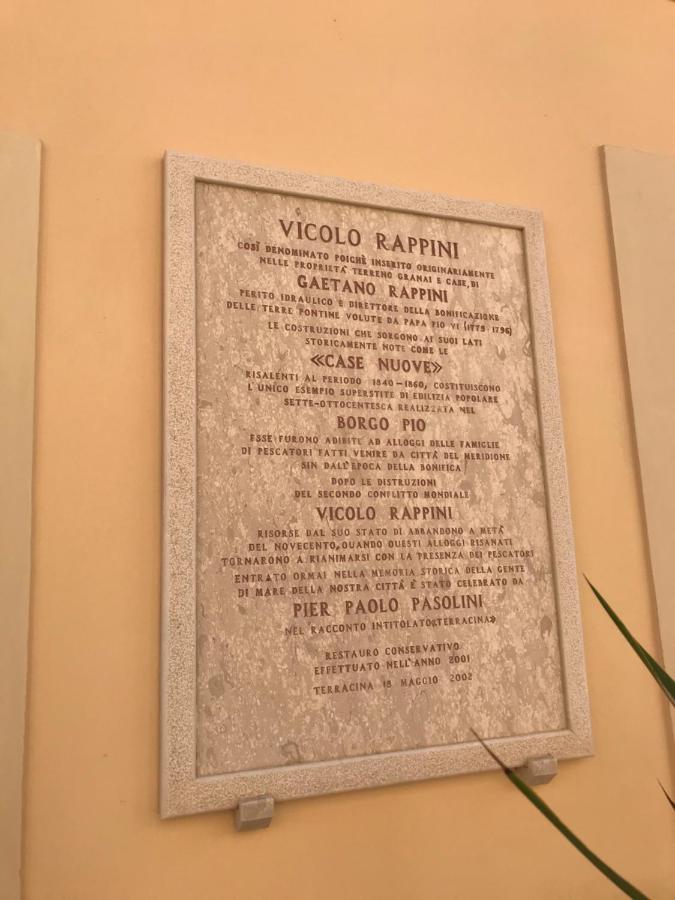 VICOLO RAPPINI
COSÌ DENOMINATO POICHÈ INSERITO ORIGINARIAMENTE
NELLE PROPRIETÀ TERRENO GRANAI E CASE, DI
GAETANO RAPPINI
PERITO IDRAULICO E DIRETTORE DELLA BONIFICAZIONE
DELLE TERRE PONTINE VOLUTE DA PAPA PIO VI (1775-1796)
LE COSTRUZIONI CHE SORGONO AI SUOI LATI
STORICAMENTE NOTE COME LE
«CASE NUOVE»
RISALENTI AL PERIODO 1840-1860, COSTITUISCONO
L'UNICO ESEMPIO SUPERSTITE DI EDILIZIA POPOLARE
SETTE-OTTOCENTESCA REALIZZATA NEL
BORGO PIO
ESSE FURONO ADIBITE AD ALLOGGI DELLE FAMIGLIE
DI PESCATORI FATTI VENIRE DA CITTÀ DEL MERIDIONE
SIN DALL'EPOCA DELLA BONIFICA
DOPO LE DISTRUZIONI
DEL SECONDO CONFLITTO MONDIALE
VICOLO RAPPINI
RISORSE DAL SUO STATO DI ABBANDONO A METÀ
DEL NOVECENTO, QUANDO QUESTI ALLOGGI RISANATI
TORNARONO A RIANIMARSI CON LA PRESENZA DEI PESCATORI
ENTRATO ORMAI NELLA MEMORIA STORICA DELLA GENTE
DI MARE DELLA NOSTRA CITTÀ È STATO CELEBRATO DA
PIER PAOLO PASOLINI
NEL RACCONTO INTITOLATO «TERRACINA»
RESTAURO CONSERVATIVO
EFFETTUATO NELL'ANNO 2001
TERRACINA 18 MAGGIO 2002